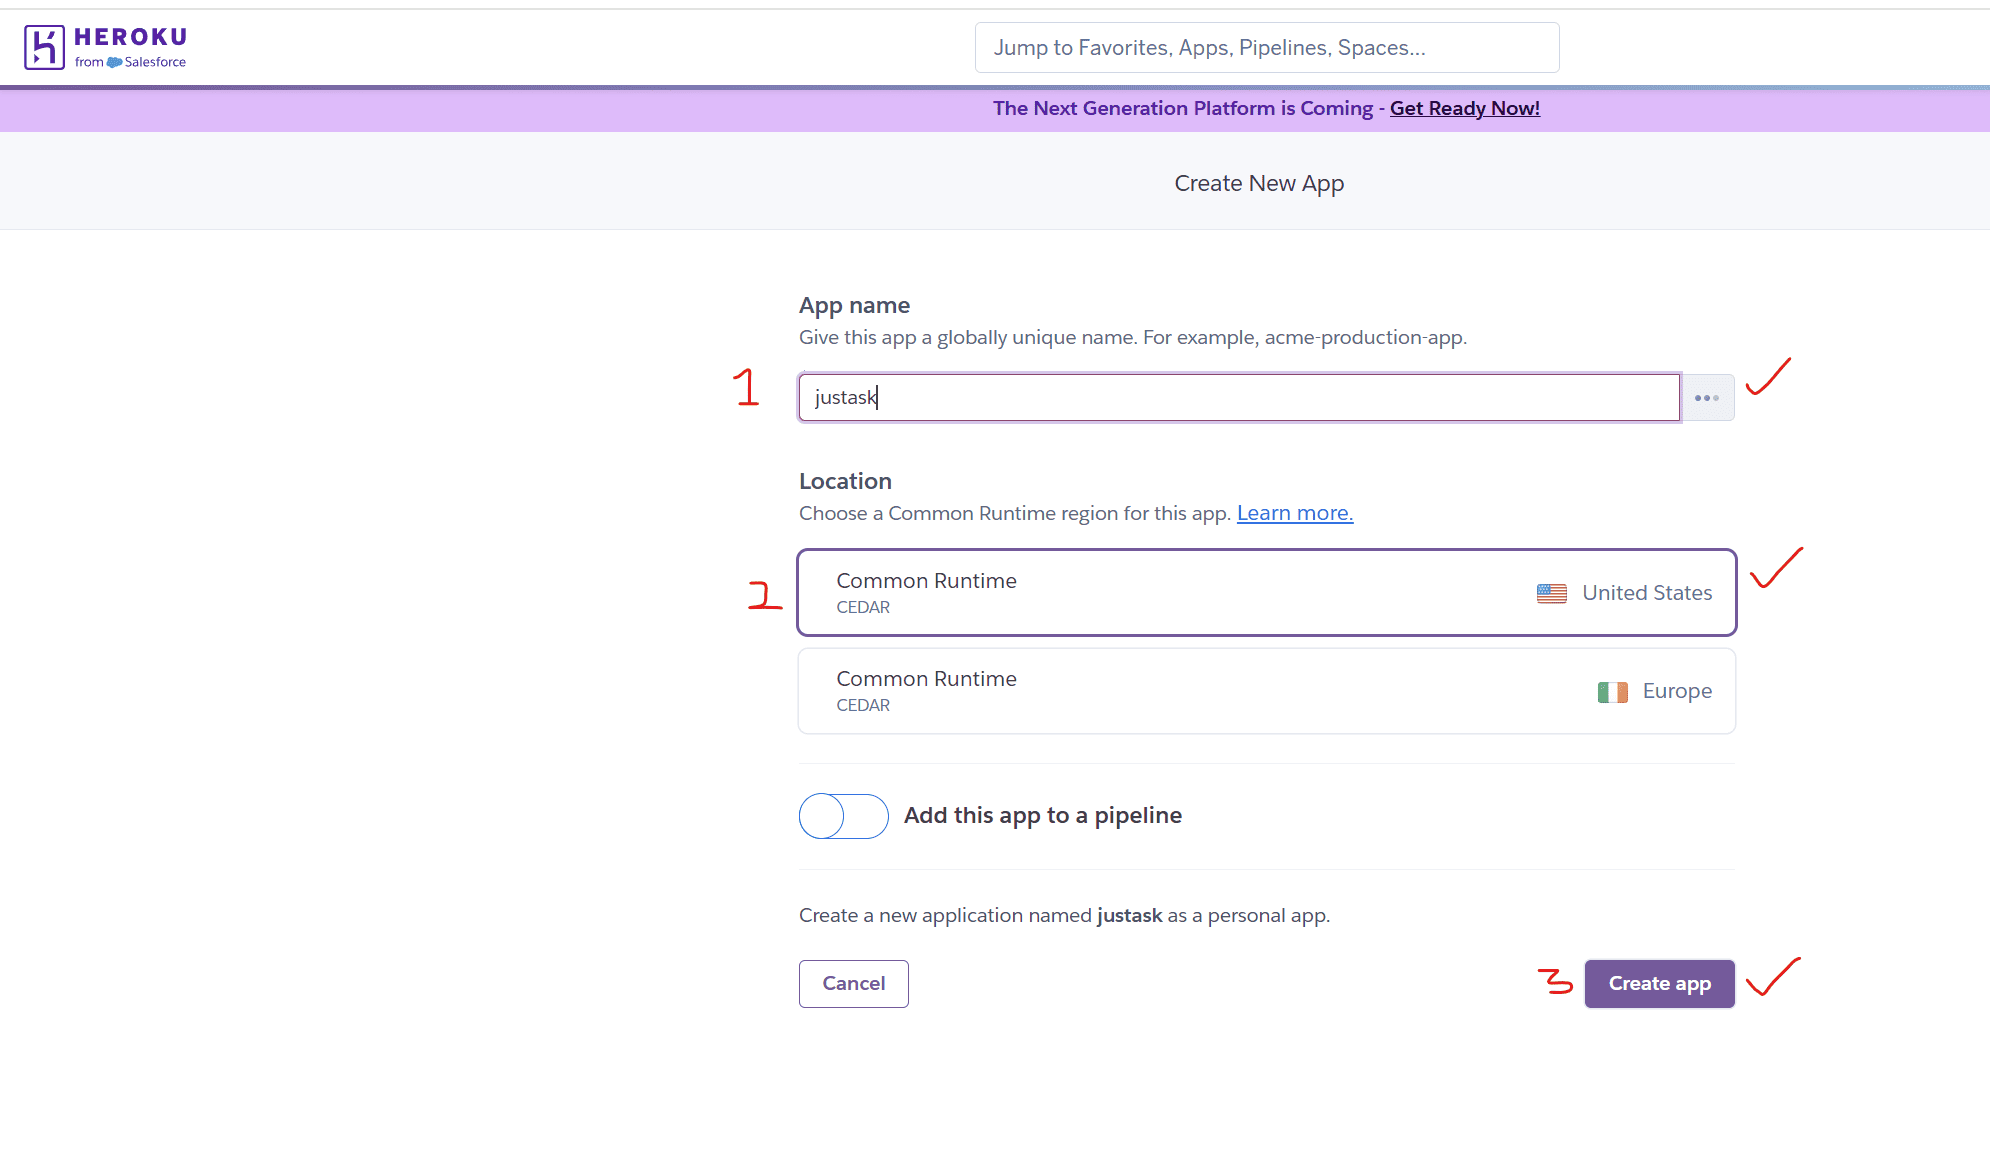 HEROKU
from Salesforce
Jump to Favorites, Apps, Pipelines, Spaces...
The Next Generation Platform is Coming - Get Ready Now!
Create New App
App name
Give this app a globally unique name. For example, acme-production-app.
1
justask
Location
Choose a Common Runtime region for this app. Learn more.
2
Common Runtime
CEDAR
United States
Common Runtime
CEDAR
Europe
Add this app to a pipeline
Create a new application named justask as a personal app.
Cancel
3
Create app